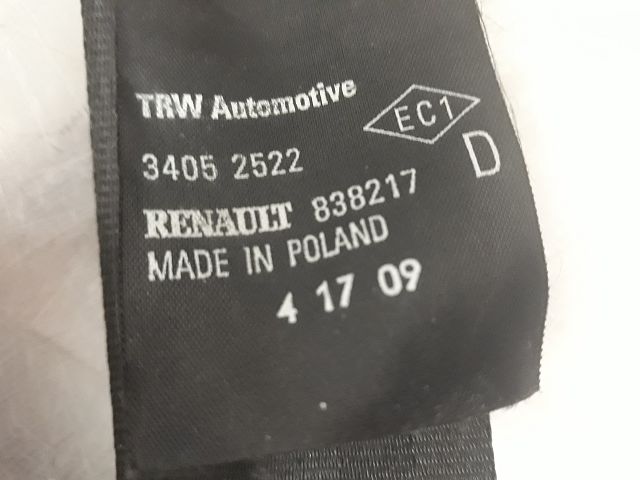 TRW Automotive
EC1
3405 2522
D
RENAULT 838217
MADE IN POLAND
4 17 09